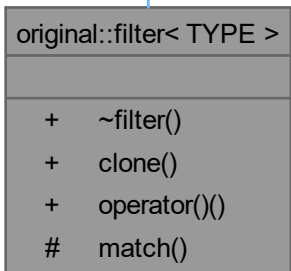 original::filter< TYPE >
+ ~filter()
+ clone()
+ operator()()
# match()